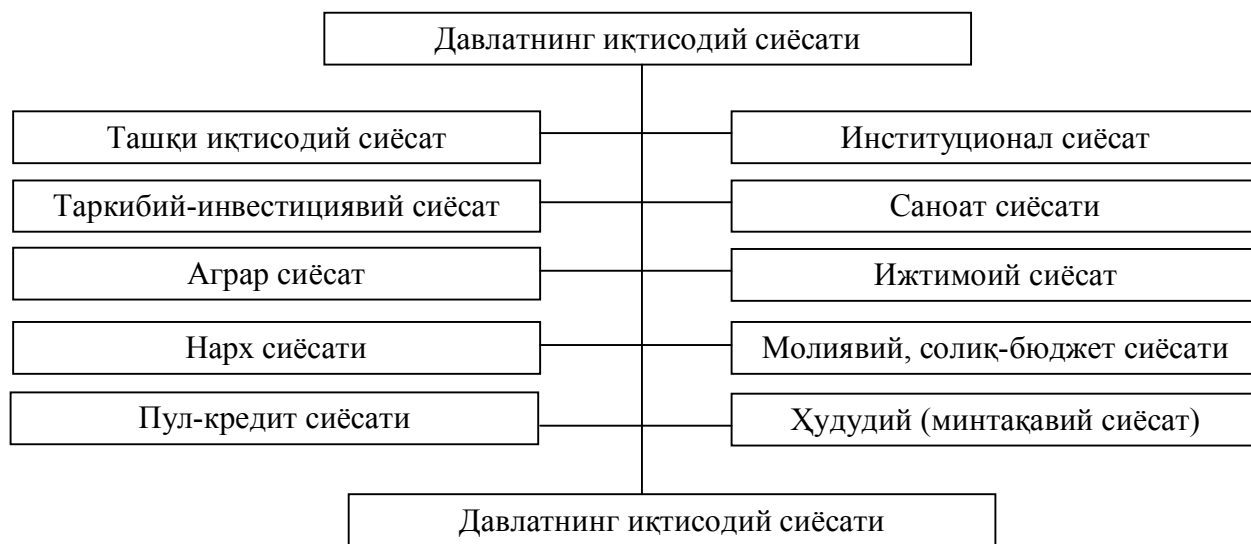 Давлатнинг иқтисодий сиёсати
Ташқи иқтисодий сиёсат
Институционал сиёсат
Таркибий-инвестициявий сиёсат
Саноат сиёсати
Аграр сиёсат
Ижтимоий сиёсат
Нарх сиёсати
Молиявий, солиқ-бюджет сиёсати
Пул-кредит сиёсати
Ҳудудий (минтақавий сиёсат)
Давлатнинг иқтисодий сиёсати